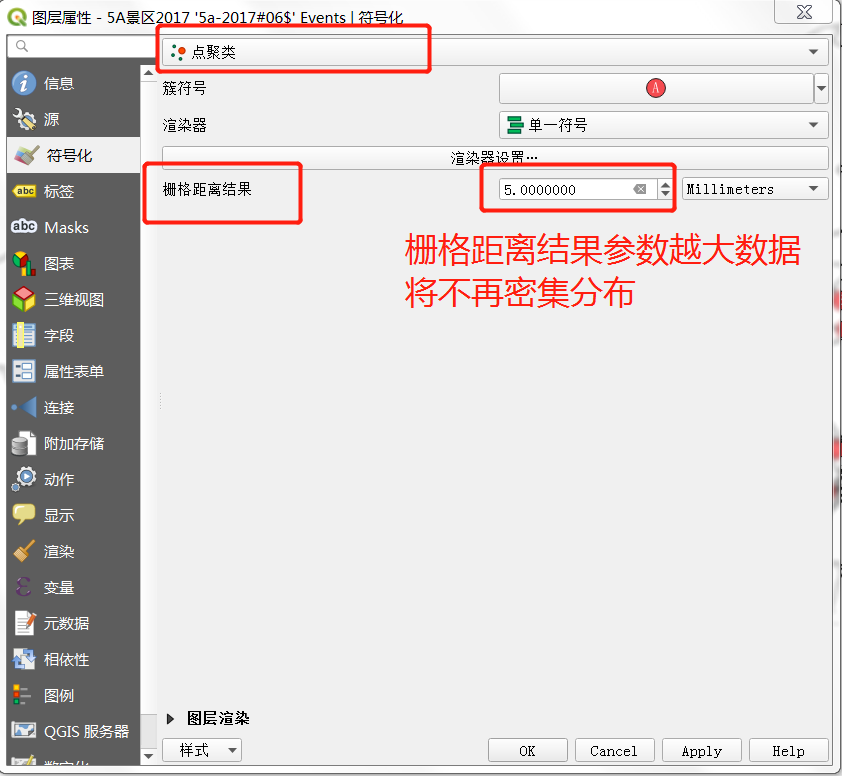 图层属性 - 5A景区2017 '5a-2017#06$' Events | 符号化
点聚类
信息
源
符号化
标签
Masks
图表
三维视图
字段
属性表单
连接
附加存储
动作
显示
渲染
变量
元数据
相依性
图例
QGIS 服务器
簇符号
A
渲染器
单一符号
渲染器设置…
栅格距离结果
5.0000000
Millimeters
栅格距离结果参数越大数据
将不再密集分布
图层渲染
样式
OK
Cancel
Apply
Help